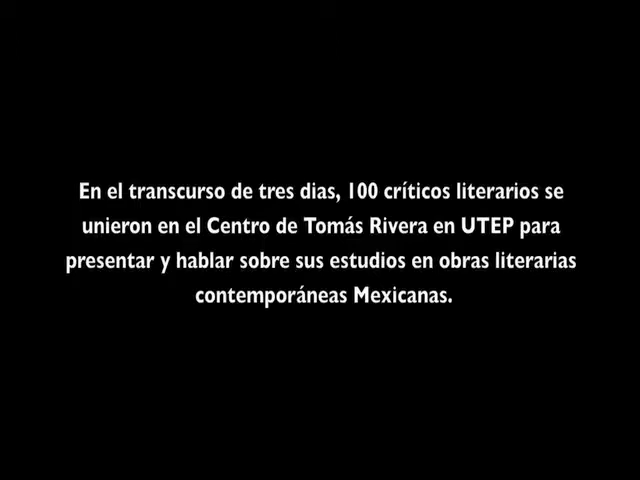 En el transcurso de tres dias, 100 críticos literarios se
unieron en el Centro de Tomás Rivera en UTEP para
presentar y hablar sobre sus estudios en obras literarias
contemporáneas Mexicanas.